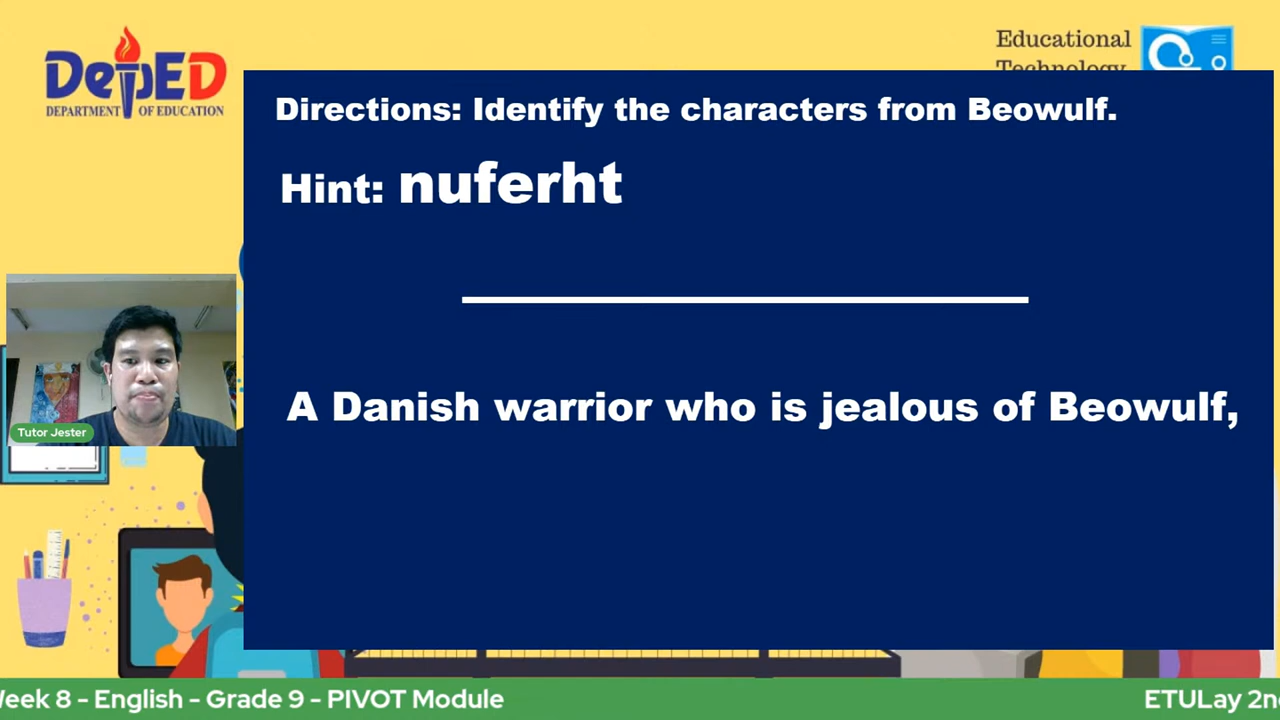 DepED
DEPARTMENT OF EDUCATION
Educational
Technology
Directions: Identify the characters from Beowulf.
Hint: nuferht
A Danish warrior who is jealous of Beowulf,
Tutor Jester
Week 8 - English - Grade 9 - PIVOT Module
ETULay 2n